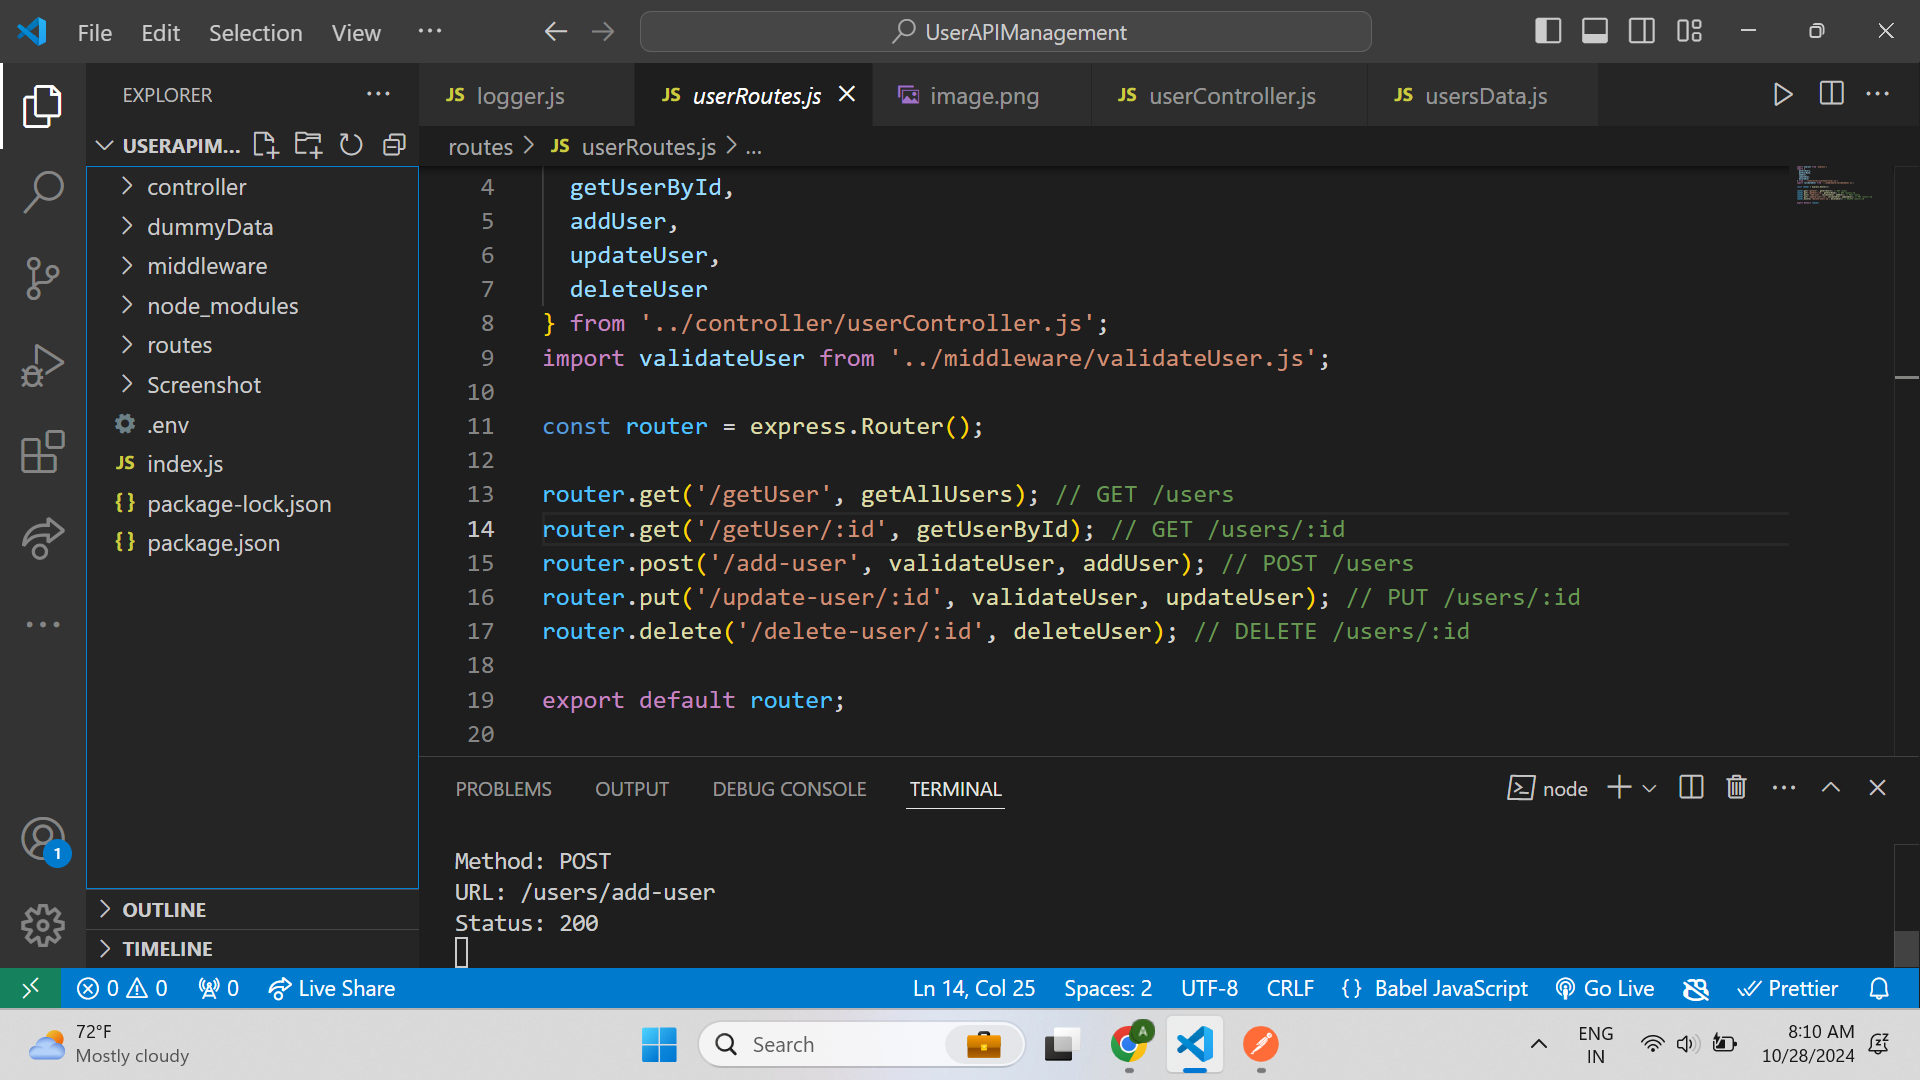 File Edit Selection View ...
UserAPIManagement
EXPLORER
JS logger.js
JS userRoutes.js
image.png
JS userController.js
JS usersData.js
USERAPIM...
routes > JS userRoutes.js > ...
controller
dummyData
middleware
node_modules
routes
Screenshot
.env
JS index.js
{} package-lock.json
{} package.json
OUTLINE
TIMELINE
4 getUserById,
5 addUser,
6 updateUser,
7 deleteUser
8 } from '../controller/userController.js';
9 import validateUser from '../middleware/validateUser.js';
10
11 const router = express.Router();
12
13 router.get('/getUser', getAllUsers); // GET /users
14 router.get('/getUser/:id', getUserById); // GET /users/:id
15 router.post('/add-user', validateUser, addUser); // POST /users
16 router.put('/update-user/:id', validateUser, updateUser); // PUT /users/:id
17 router.delete('/delete-user/:id', deleteUser); // DELETE /users/:id
18
19 export default router;
20
PROBLEMS OUTPUT DEBUG CONSOLE TERMINAL
node
Method: POST
URL: /users/add-user
Status: 200
1
0 0 0 Live Share
Ln 14, Col 25 Spaces: 2 UTF-8 CRLF {} Babel JavaScript Go Live Prettier
72°F
Mostly cloudy
Search
A
ENG
IN
8:10 AM
10/28/2024